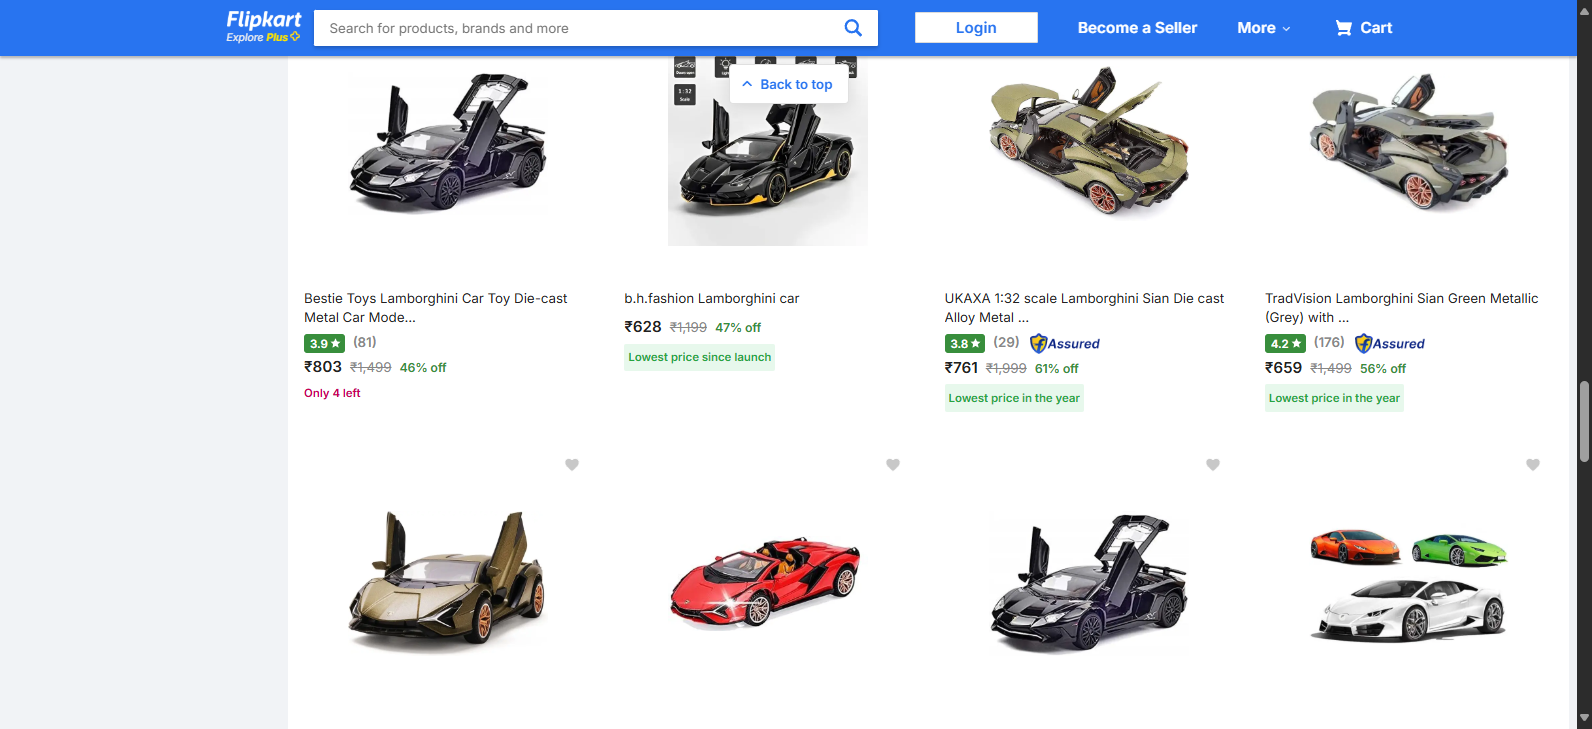 Flipkart
Explore Plus
Search for products, brands and more
Login
Become a Seller
More
Cart
Back to top
1:32
Scale
Bestie Toys Lamborghini Car Toy Die-cast
Metal Car Mode...
3.9 ★ (81)
₹803 ₹1,499 46% off
Only 4 left
b.h.fashion Lamborghini car
₹628 ₹1,199 47% off
Lowest price since launch
UKAXA 1:32 scale Lamborghini Sian Die cast
Alloy Metal ...
3.8 ★ (29) Assured
₹761 ₹1,999 61% off
Lowest price in the year
TradVision Lamborghini Sian Green Metallic
(Grey) with ...
4.2 ★ (176) Assured
₹659 ₹1,499 56% off
Lowest price in the year